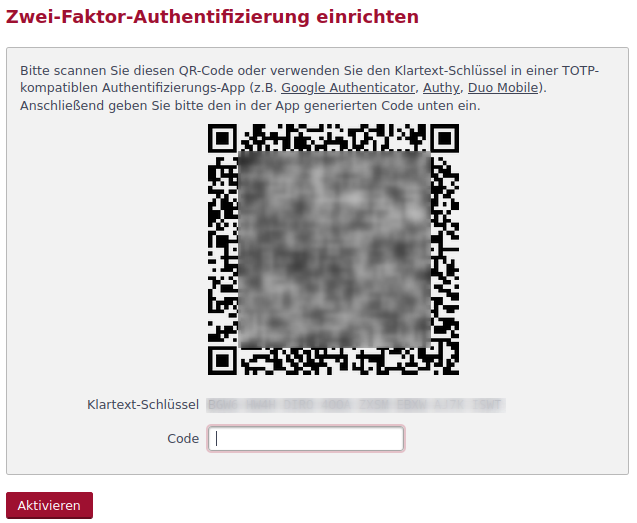 Zwei-Faktor-Authentifizierung einrichten
Bitte scannen Sie diesen QR-Code oder verwenden Sie den Klartext-Schlüssel in einer TOTP-
kompatiblen Authentifizierungs-App (z.B. Google Authenticator, Authy, Duo Mobile).
Anschließend geben Sie bitte den in der App generierten Code unten ein.
Klartext-Schlüssel
Code
Aktivieren